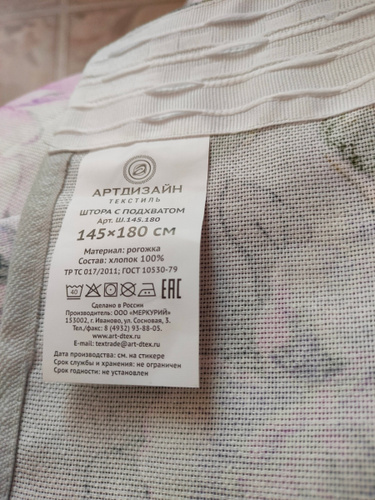 АРТДИЗАЙН
ТЕКСТИЛЬ
ШТОРА С ПОДХВАТОМ
Арт. Ш.145.180
145×180 см
Материал: рогожка
Состав: хлопок 100%
ТР ТС 017/2011; ГОСТ 10530-79
40 ЕАС
Сделано в России
Производитель: ООО «МЕРКУРИЙ»
153002, г. Иваново, ул. Сосновая, 3.
Тел./факс: 8 (4932) 93-88-05.
www.art-dtex.ru
E-mail: textrade@art-dtex.ru
Дата производства: см. на стикере
Срок службы и хранения: не ограничен
Срок годности: не установлен